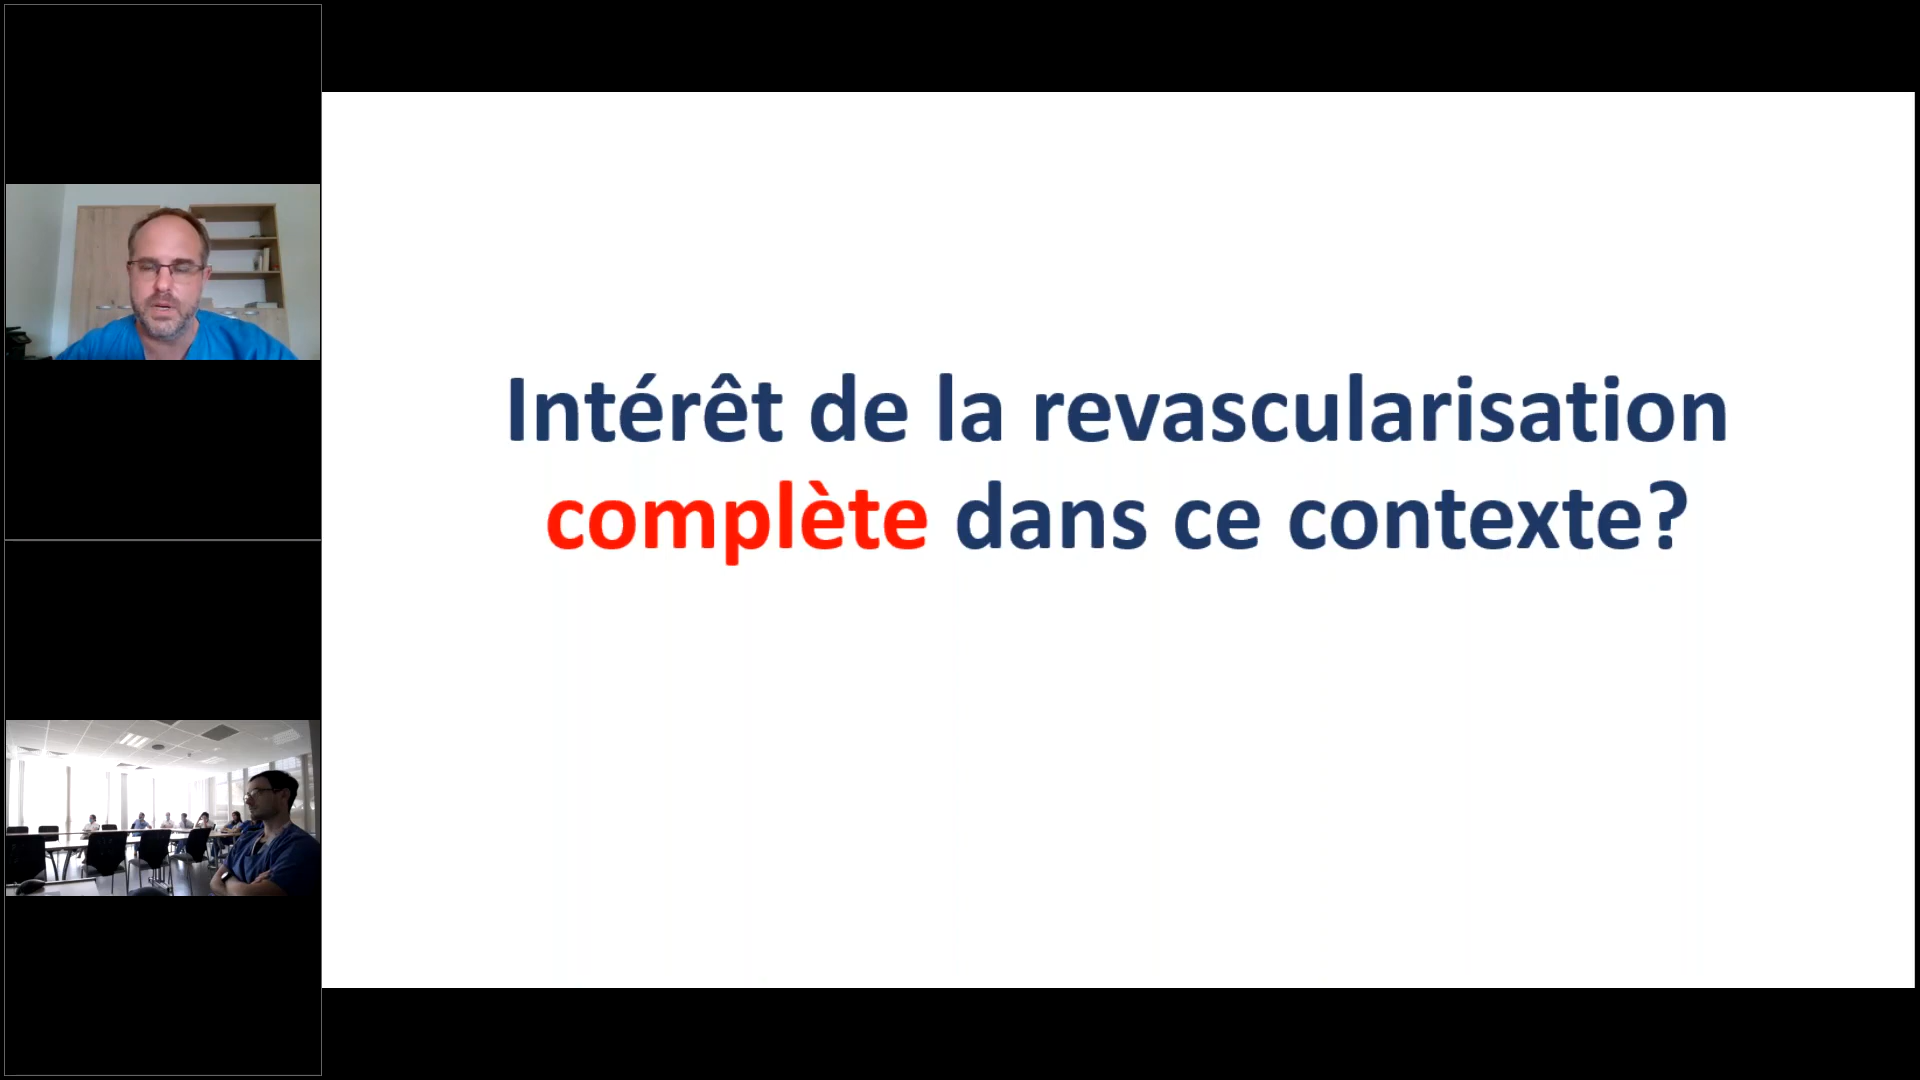 Intérêt de la revascularisation
complète dans ce contexte?